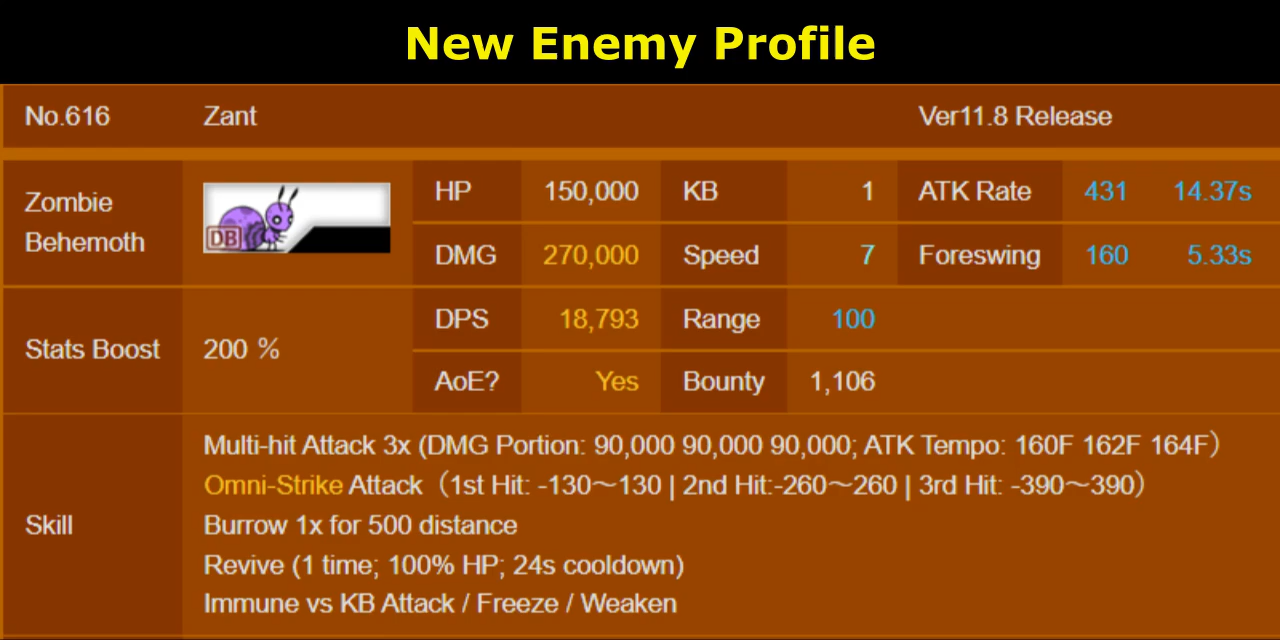 New Enemy Profile
No.616 Zant Ver11.8 Release
Zombie Behemoth
DB
HP 150,000 KB 1 ATK Rate 431 14.37s
DMG 270,000 Speed 7 Foreswing 160 5.33s
Stats Boost 200 %
DPS 18,793 Range 100
AoE? Yes Bounty 1,106
Skill
Multi-hit Attack 3x (DMG Portion: 90,000 90,000 90,000; ATK Tempo: 160F 162F 164F）
Omni-Strike Attack（1st Hit: -130～130 | 2nd Hit:-260～260 | 3rd Hit: -390～390）
Burrow 1x for 500 distance
Revive (1 time; 100% HP; 24s cooldown)
Immune vs KB Attack / Freeze / Weaken